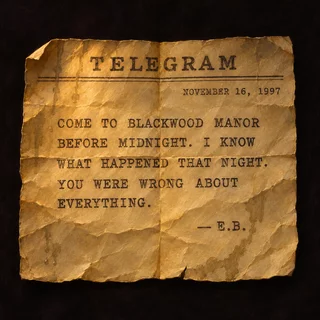 TELEGRAM
NOVEMBER 16, 1997
COME TO BLACKWOOD MANOR
BEFORE MIDNIGHT. I KNOW
WHAT HAPPENED THAT NIGHT.
YOU WERE WRONG ABOUT
EVERYTHING.
— E.B.